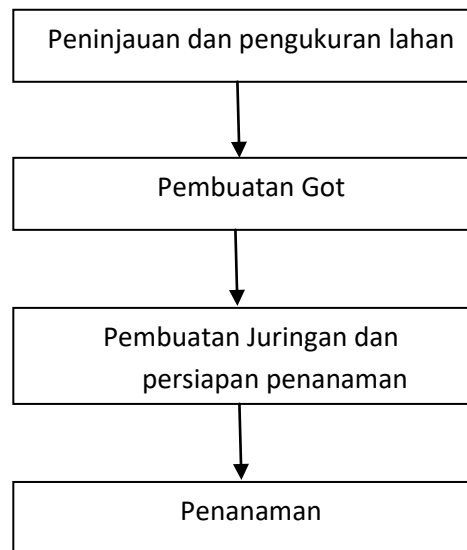 Peninjauan dan pengukuran lahan
Pembuatan Got
Pembuatan Juringan dan
persiapan penanaman
Penanaman